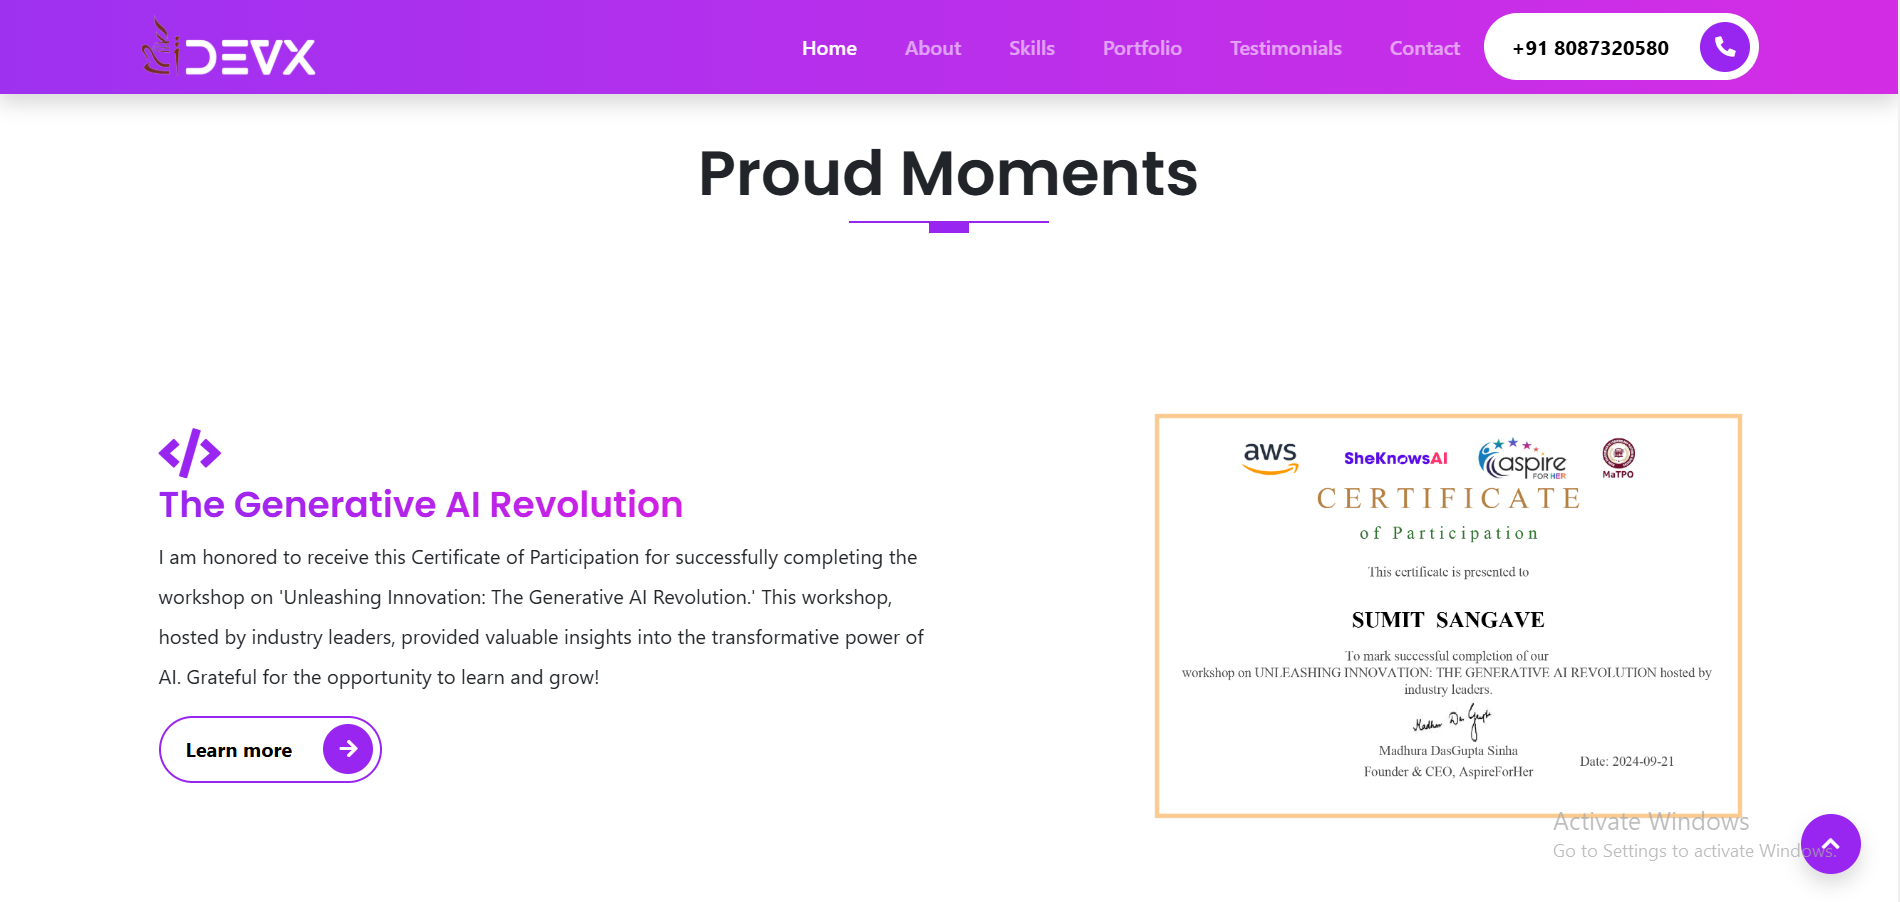 DEVX
Home About Skills Portfolio Testimonials Contact +91 8087320580
Proud Moments
The Generative AI Revolution
I am honored to receive this Certificate of Participation for successfully completing the
workshop on 'Unleashing Innovation: The Generative AI Revolution.' This workshop,
hosted by industry leaders, provided valuable insights into the transformative power of
AI. Grateful for the opportunity to learn and grow!
Learn more
aws SheKnowsAI aspire FOR HER MaTPO
CERTIFICATE
of Participation
This certificate is presented to
SUMIT SANGAVE
To mark successful completion of our
workshop on UNLEASHING INNOVATION: THE GENERATIVE AI REVOLUTION hosted by
industry leaders.
Madhura DasGupta Sinha
Founder & CEO, AspireForHer
Date: 2024-09-21
Activate Windows
Go to Settings to activate Windows.